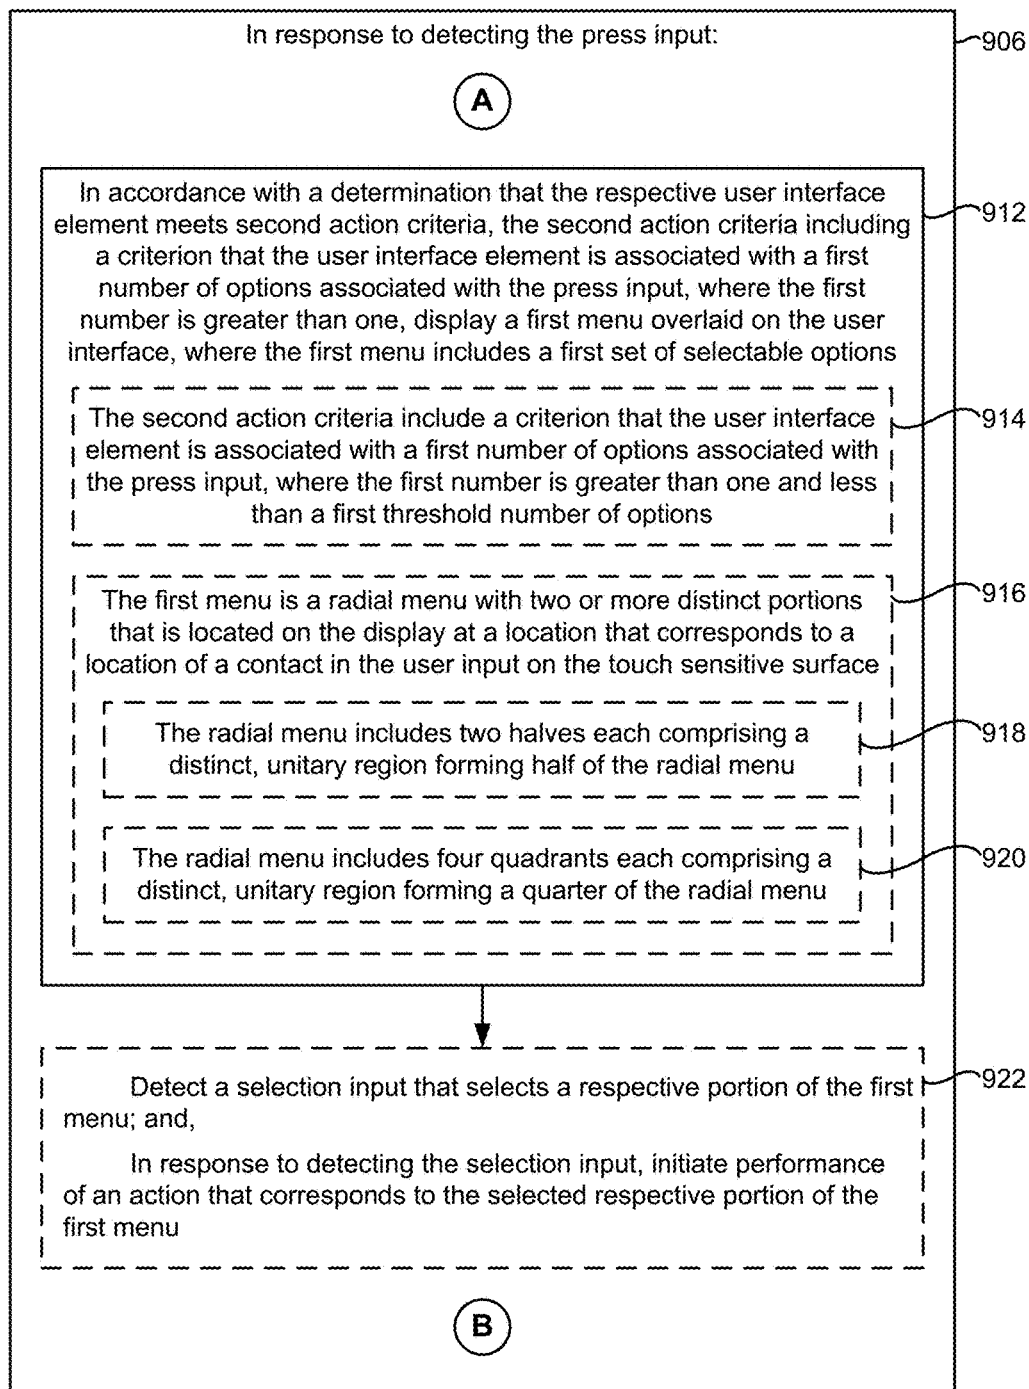 In response to detecting the press input:
906
A
In accordance with a determination that the respective user interface
element meets second action criteria, the second action criteria including
a criterion that the user interface element is associated with a first
number of options associated with the press input, where the first
number is greater than one, display a first menu overlaid on the user
interface, where the first menu includes a first set of selectable options
912
The second action criteria include a criterion that the user interface
element is associated with a first number of options associated with
the press input, where the first number is greater than one and less
than a first threshold number of options
914
The first menu is a radial menu with two or more distinct portions
that is located on the display at a location that corresponds to a
location of a contact in the user input on the touch sensitive surface
916
The radial menu includes two halves each comprising a
distinct, unitary region forming half of the radial menu
918
The radial menu includes four quadrants each comprising a
distinct, unitary region forming a quarter of the radial menu
920
Detect a selection input that selects a respective portion of the first
menu; and,
In response to detecting the selection input, initiate performance
of an action that corresponds to the selected respective portion of the
first menu
922
B